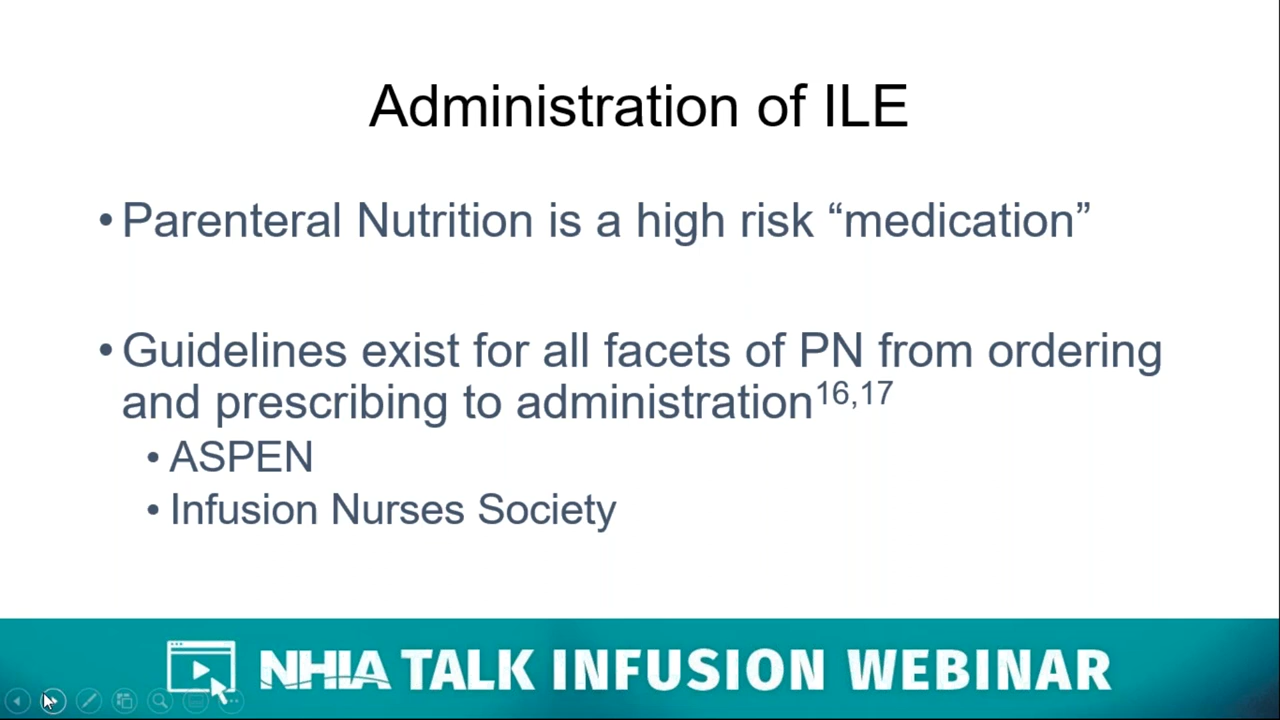 Administration of ILE
•Parenteral Nutrition is a high risk “medication”
•Guidelines exist for all facets of PN from ordering
and prescribing to administration16,17
•ASPEN
•Infusion Nurses Society
NHIA TALK INFUSION WEBINAR